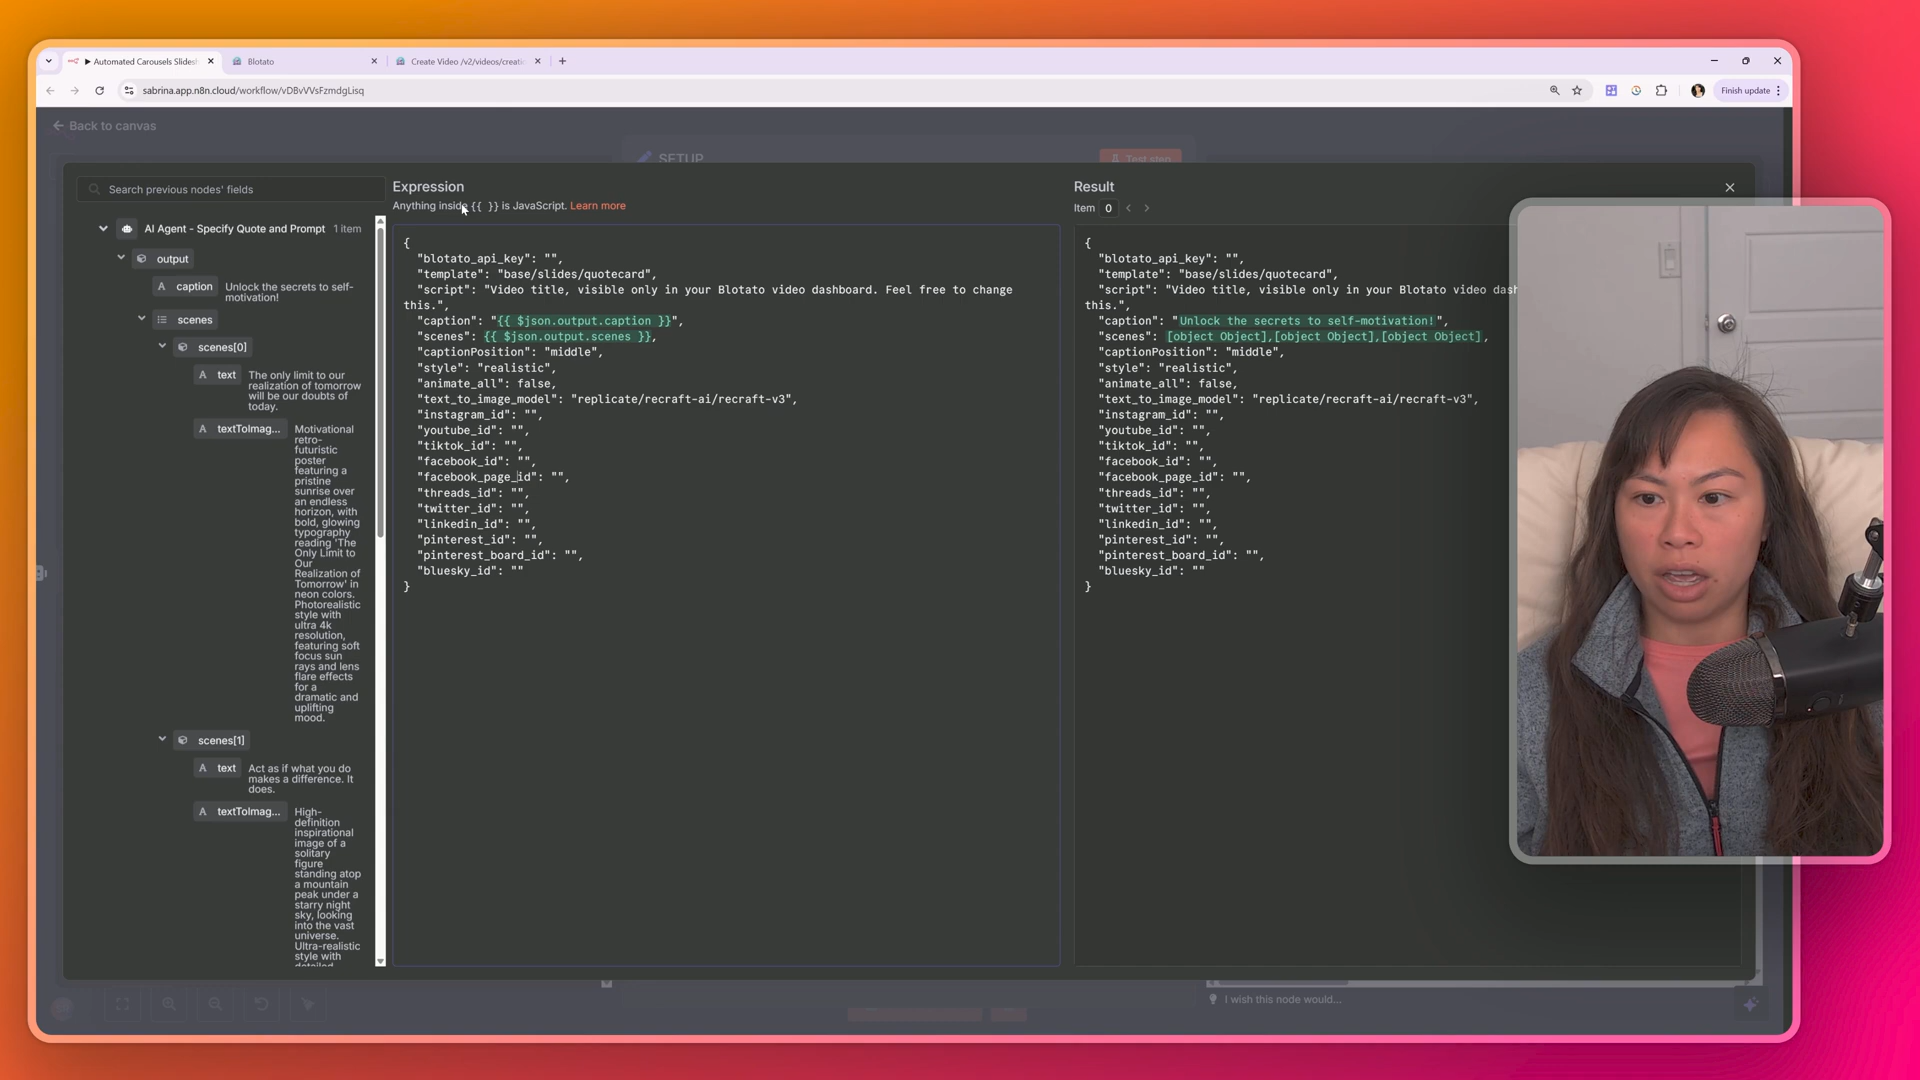 Automated Carousels Slidesh
Blotato
Create Video /v2/videos/creati
sabrina.app.n8n.cloud/workflow/vDBvVVsFzmdgLisq
Finish update
Back to canvas
SETUP
Test step
Search previous nodes' fields
AI Agent - Specify Quote and Prompt 1 item
output
A caption Unlock the secrets to self-
motivation!
scenes
scenes[0]
A text The only limit to our
realization of tomorrow
will be our doubts of
today.
A textToImag... Motivational
retro-
futuristic
poster
featuring a
pristine
sunrise over
an endless
horizon, with
bold, glowing
typography
reading 'The
Only Limit to
Our
Realization of
Tomorrow' in
neon colors.
Photorealistic
style with
ultra 4k
resolution,
featuring soft
focus sun
rays and lens
flare effects
for a
dramatic and
uplifting
mood.
scenes[1]
A text Act as if what you do
makes a difference. It
does.
A textToImag... High-
definition
inspirational
image of a
solitary
figure
standing atop
a mountain
peak under a
starry night
sky, looking
into the vast
universe.
Ultra-realistic
style with
detailed
Expression
Anything inside {{ }} is JavaScript. Learn more
{
"blotato_api_key": "",
"template": "base/slides/quotecard",
"script": "Video title, visible only in your Blotato video dashboard. Feel free to change
this.",
"caption": "{{ $json.output.caption }}",
"scenes": {{ $json.output.scenes }},
"captionPosition": "middle",
"style": "realistic",
"animate_all": false,
"text_to_image_model": "replicate/recraft-ai/recraft-v3",
"instagram_id": "",
"youtube_id": "",
"tiktok_id": "",
"facebook_id": "",
"facebook_page_id": "",
"threads_id": "",
"twitter_id": "",
"linkedin_id": "",
"pinterest_id": "",
"pinterest_board_id": "",
"bluesky_id": ""
}
Result
Item 0
{
"blotato_api_key": "",
"template": "base/slides/quotecard",
"script": "Video title, visible only in your Blotato video dash
this.",
"caption": "Unlock the secrets to self-motivation!",
"scenes": [object Object],[object Object],[object Object],
"captionPosition": "middle",
"style": "realistic",
"animate_all": false,
"text_to_image_model": "replicate/recraft-ai/recraft-v3",
"instagram_id": "",
"youtube_id": "",
"tiktok_id": "",
"facebook_id": "",
"facebook_page_id": "",
"threads_id": "",
"twitter_id": "",
"linkedin_id": "",
"pinterest_id": "",
"pinterest_board_id": "",
"bluesky_id": ""
}
I wish this node would...